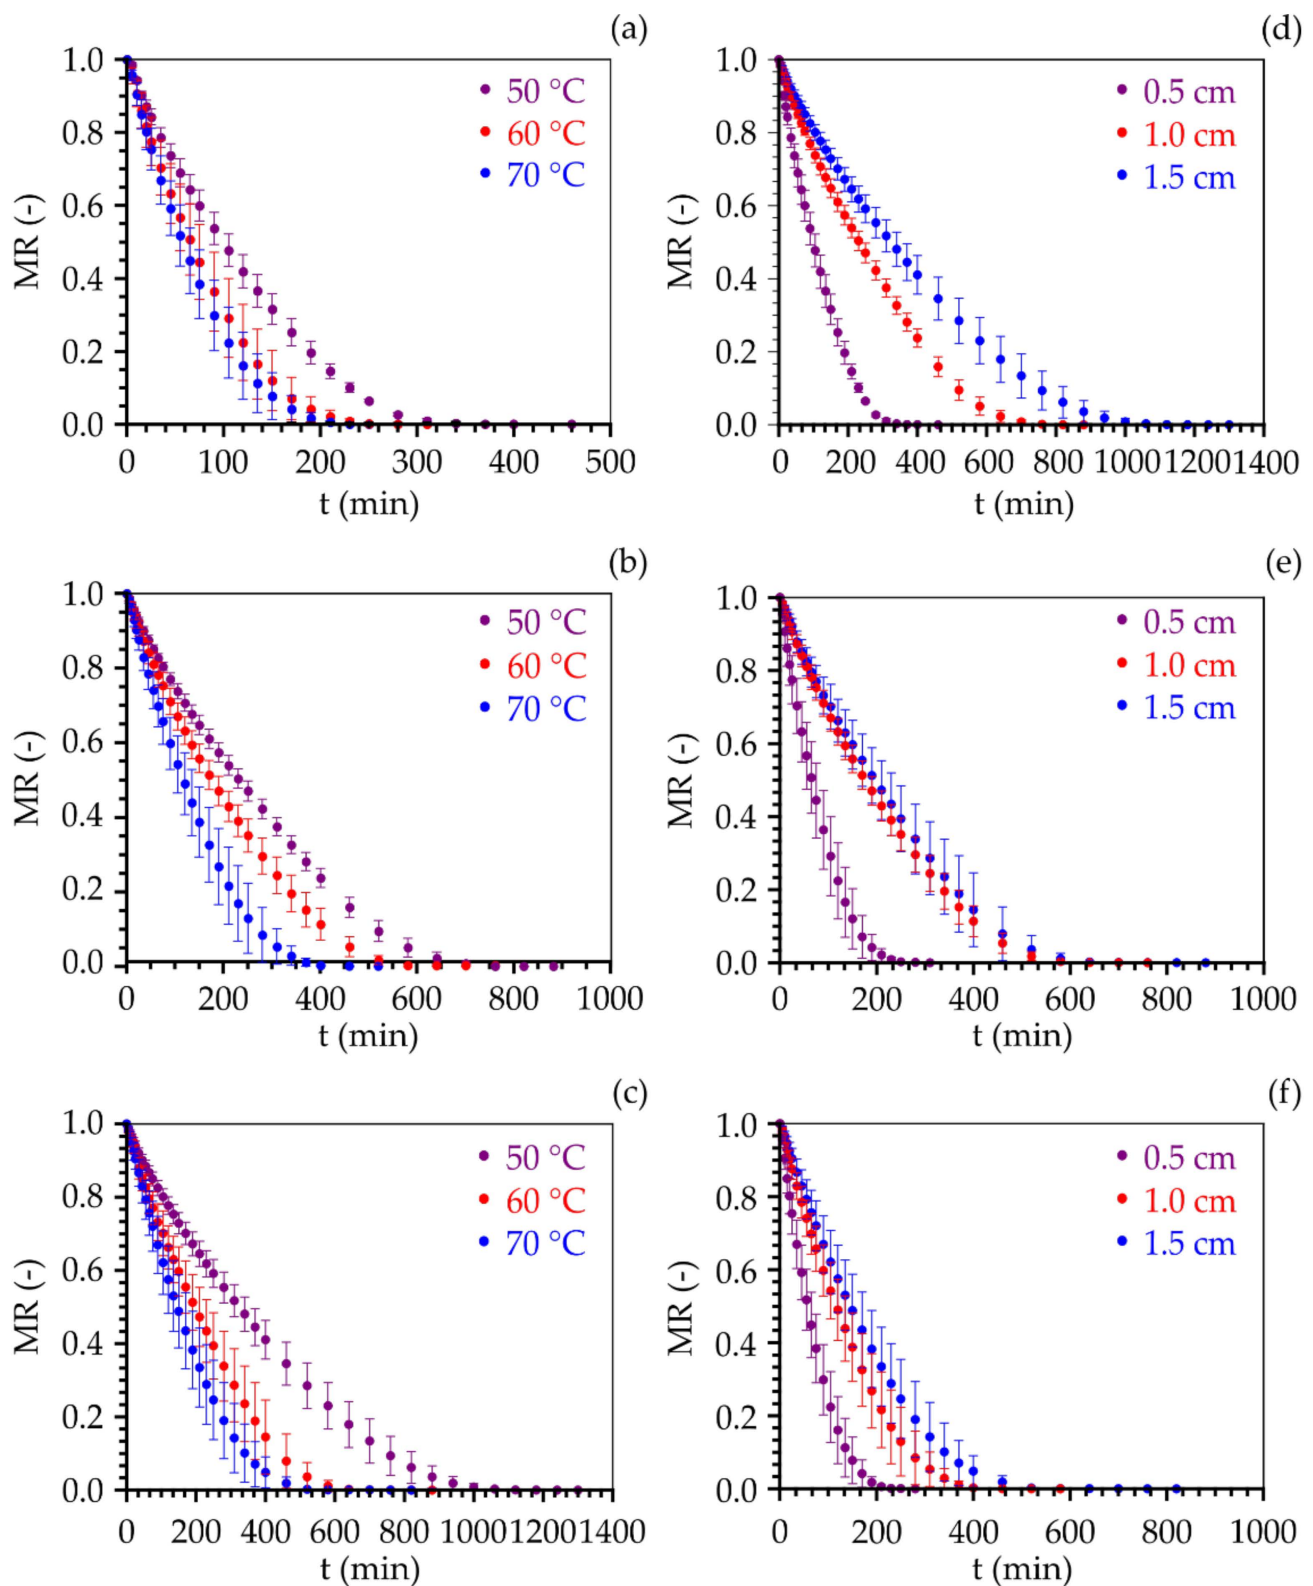 (a)
1.0
0.8
0.6
0.4
0.2
0.0
MR (-)
50 °C
60 °C
70 °C
0 100 200 300 400 500
t (min)
(d)
1.0
0.8
0.6
0.4
0.2
0.0
MR (-)
0.5 cm
1.0 cm
1.5 cm
0 200 400 600 800 1000 1200 1400
t (min)
(b)
1.0
0.8
0.6
0.4
0.2
0.0
MR (-)
50 °C
60 °C
70 °C
0 200 400 600 800 1000
t (min)
(e)
1.0
0.8
0.6
0.4
0.2
0.0
MR (-)
0.5 cm
1.0 cm
1.5 cm
0 200 400 600 800 1000
t (min)
(c)
1.0
0.8
0.6
0.4
0.2
0.0
MR (-)
50 °C
60 °C
70 °C
0 200 400 600 800 1000 1200 1400
t (min)
(f)
1.0
0.8
0.6
0.4
0.2
0.0
MR (-)
0.5 cm
1.0 cm
1.5 cm
0 200 400 600 800 1000
t (min)